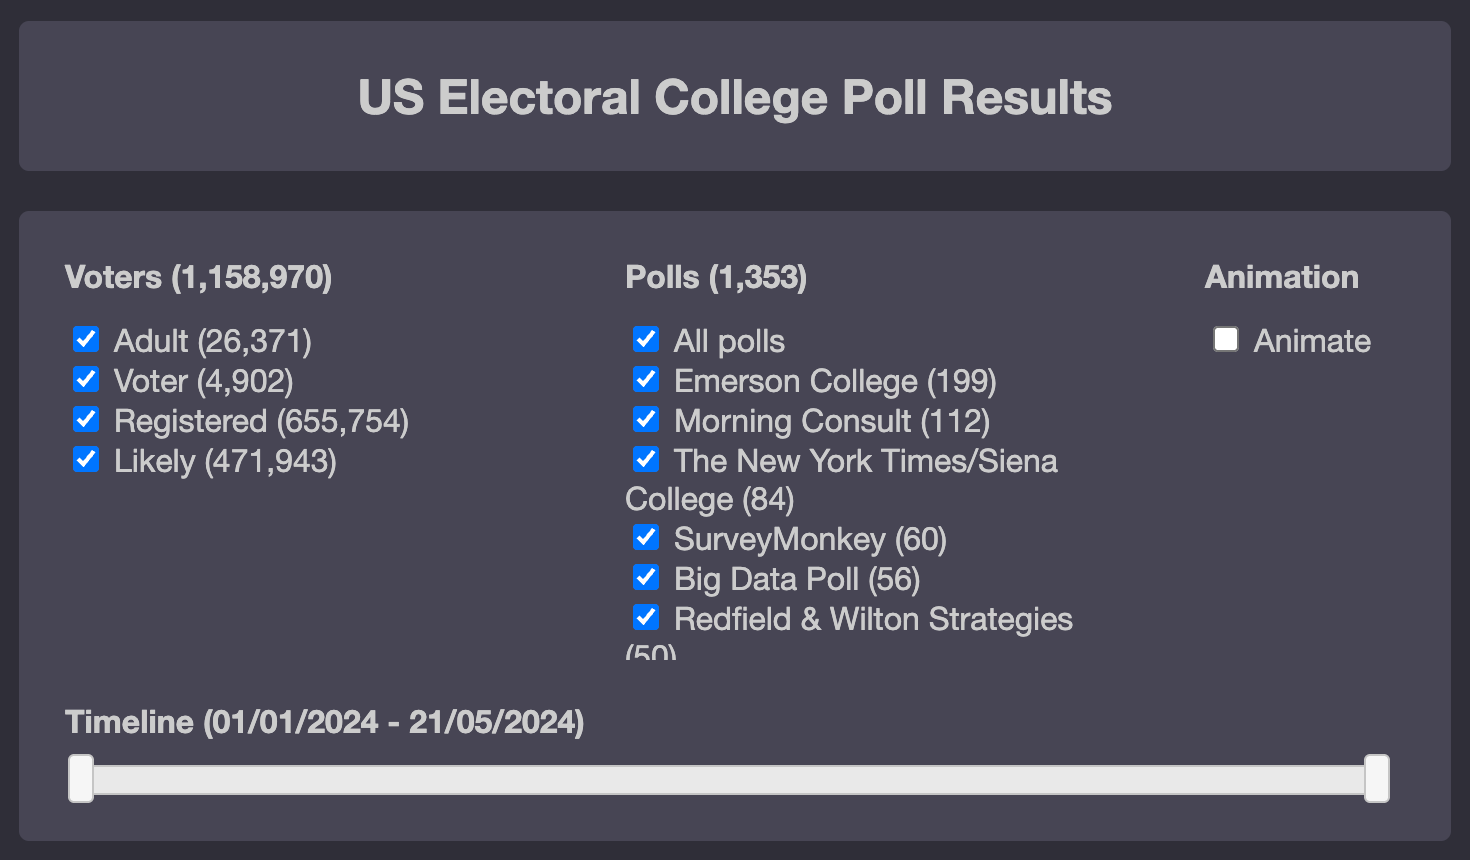 US Electoral College Poll Results
Voters (1,158,970)
Adult (26,371)
Voter (4,902)
Registered (655,754)
Likely (471,943)
Polls (1,353)
All polls
Emerson College (199)
Morning Consult (112)
The New York Times/Siena
College (84)
SurveyMonkey (60)
Big Data Poll (56)
Redfield & Wilton Strategies
(50)
Animation
Animate
Timeline (01/01/2024 - 21/05/2024)